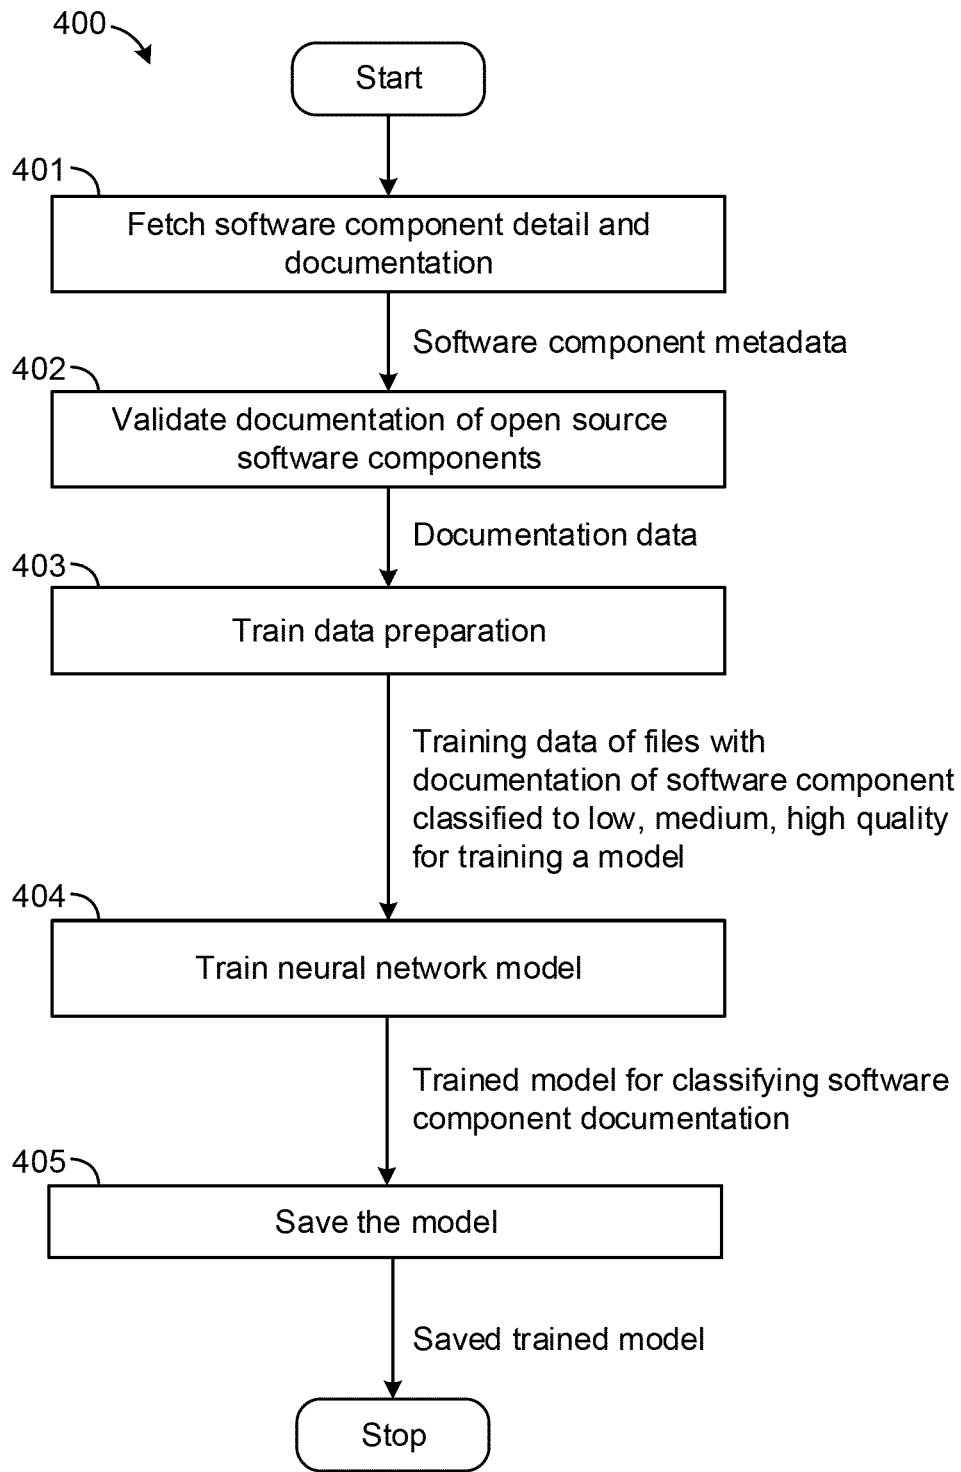 400
Start
401
Fetch software component detail and
documentation
Software component metadata
402
Validate documentation of open source
software components
Documentation data
403
Train data preparation
Training data of files with
documentation of software component
classified to low, medium, high quality
for training a model
404
Train neural network model
Trained model for classifying software
component documentation
405
Save the model
Saved trained model
Stop